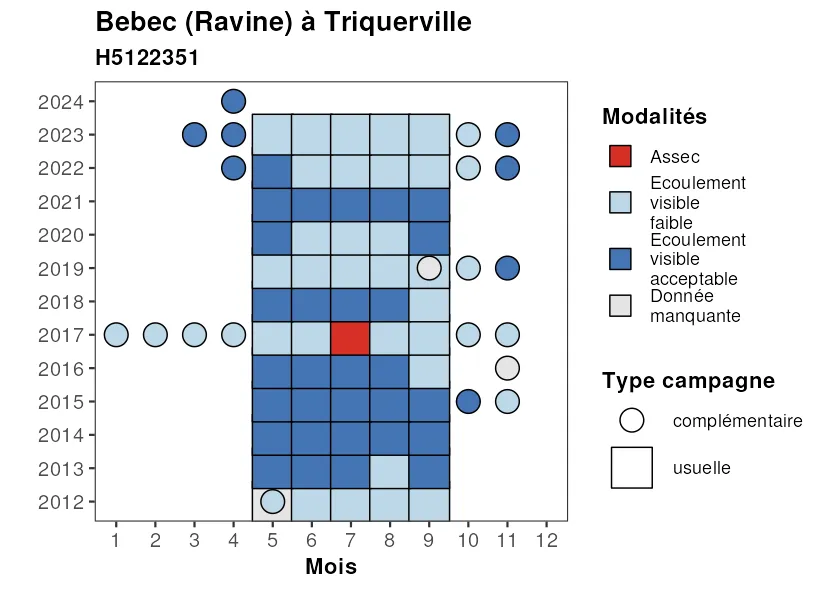 Bebec (Ravine) à Triquerville
H5122351
2024
2023
2022
2021
2020
2019
2018
2017
2016
2015
2014
2013
2012
1 2 3 4 5 6 7 8 9 10 11 12
Mois
Modalités
Assec
Ecoulement
visible
faible
Ecoulement
visible
acceptable
Donnée
manquante
Type campagne
complémentaire
usuelle